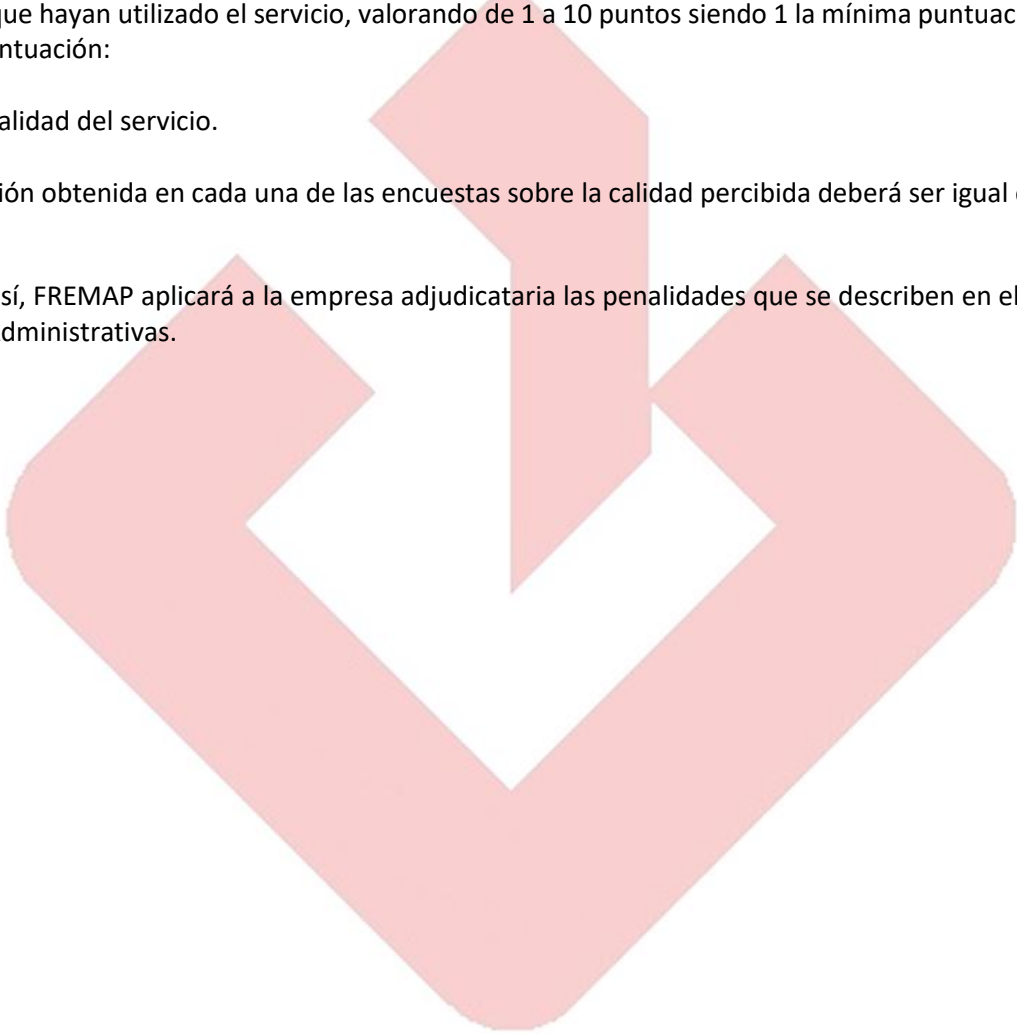 que hayan utilizado el servicio, valorando de 1 a 10 puntos siendo 1 la mínima
ntuación:
alidad del servicio.
ión obtenida en cada una de las encuestas sobre la calidad percibida deberá ser igual
sí, FREMAP aplicará a la empresa adjudicataria las penalidades que se describen en el
dministrativas.